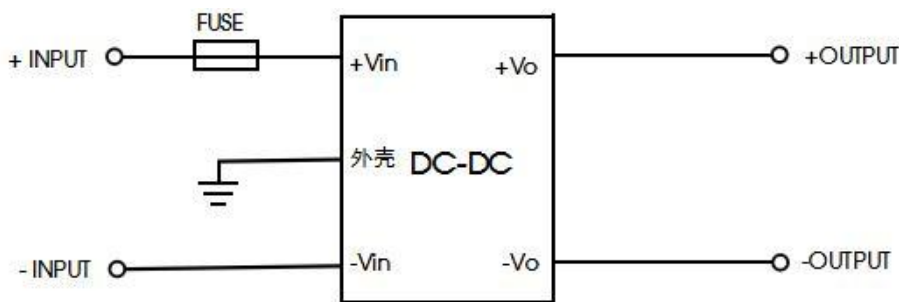 FUSE
+ INPUT
+Vin
+Vo
+OUTPUT
外壳
DC-DC
- INPUT
-Vin
-Vo
-OUTPUT